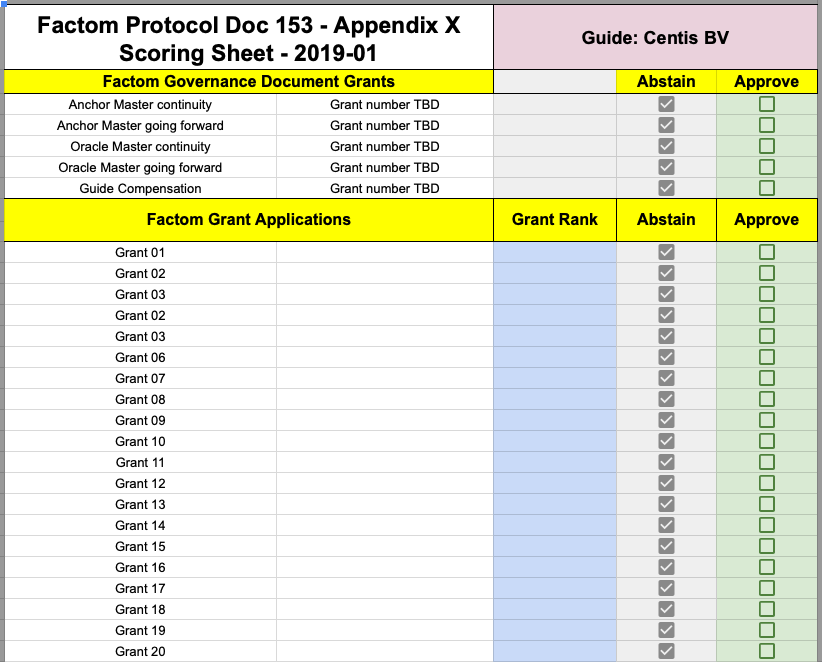 Factom Protocol Doc 153 - Appendix X
Scoring Sheet - 2019-01
Guide: Centis BV
Factom Governance Document Grants Abstain Approve
Anchor Master continuity Grant number TBD
Anchor Master going forward Grant number TBD
Oracle Master continuity Grant number TBD
Oracle Master going forward Grant number TBD
Guide Compensation Grant number TBD
Factom Grant Applications Grant Rank Abstain Approve
Grant 01
Grant 02
Grant 03
Grant 02
Grant 03
Grant 06
Grant 07
Grant 08
Grant 09
Grant 10
Grant 11
Grant 12
Grant 13
Grant 14
Grant 15
Grant 16
Grant 17
Grant 18
Grant 19
Grant 20